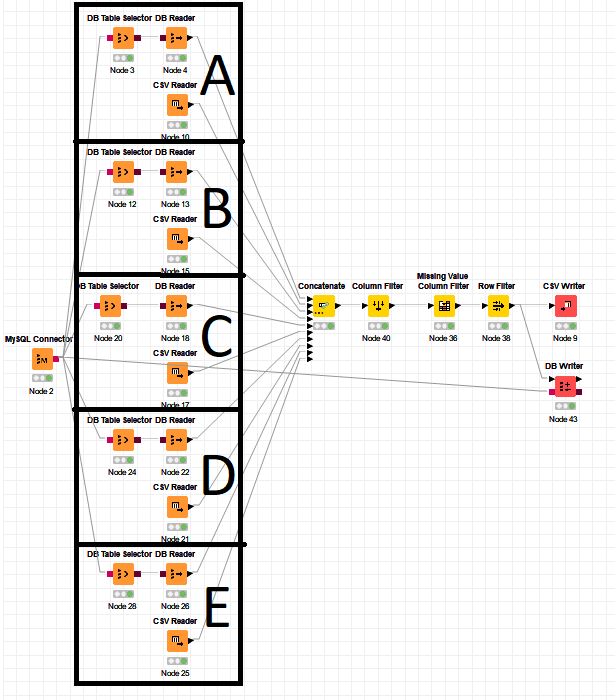 DB Table Selector DB Reader
Node 3 Node 4
A
CSV Reader
Node 10
DB Table Selector DB Reader
Node 12 Node 13
B
CSV Reader
Node 15
DB Table Selector DB Reader
Node 20 Node 18
C
CSV Reader
Node 17
MySQL Connector
Node 2
DB Table Selector DB Reader
Node 24 Node 22
D
CSV Reader
Node 21
DB Table Selector DB Reader
Node 28 Node 26
E
CSV Reader
Node 25
Concatenate
Column Filter
Node 40
Missing Value
Column Filter
Node 36
Row Filter
Node 38
CSV Writer
Node 9
DB Writer
Node 43